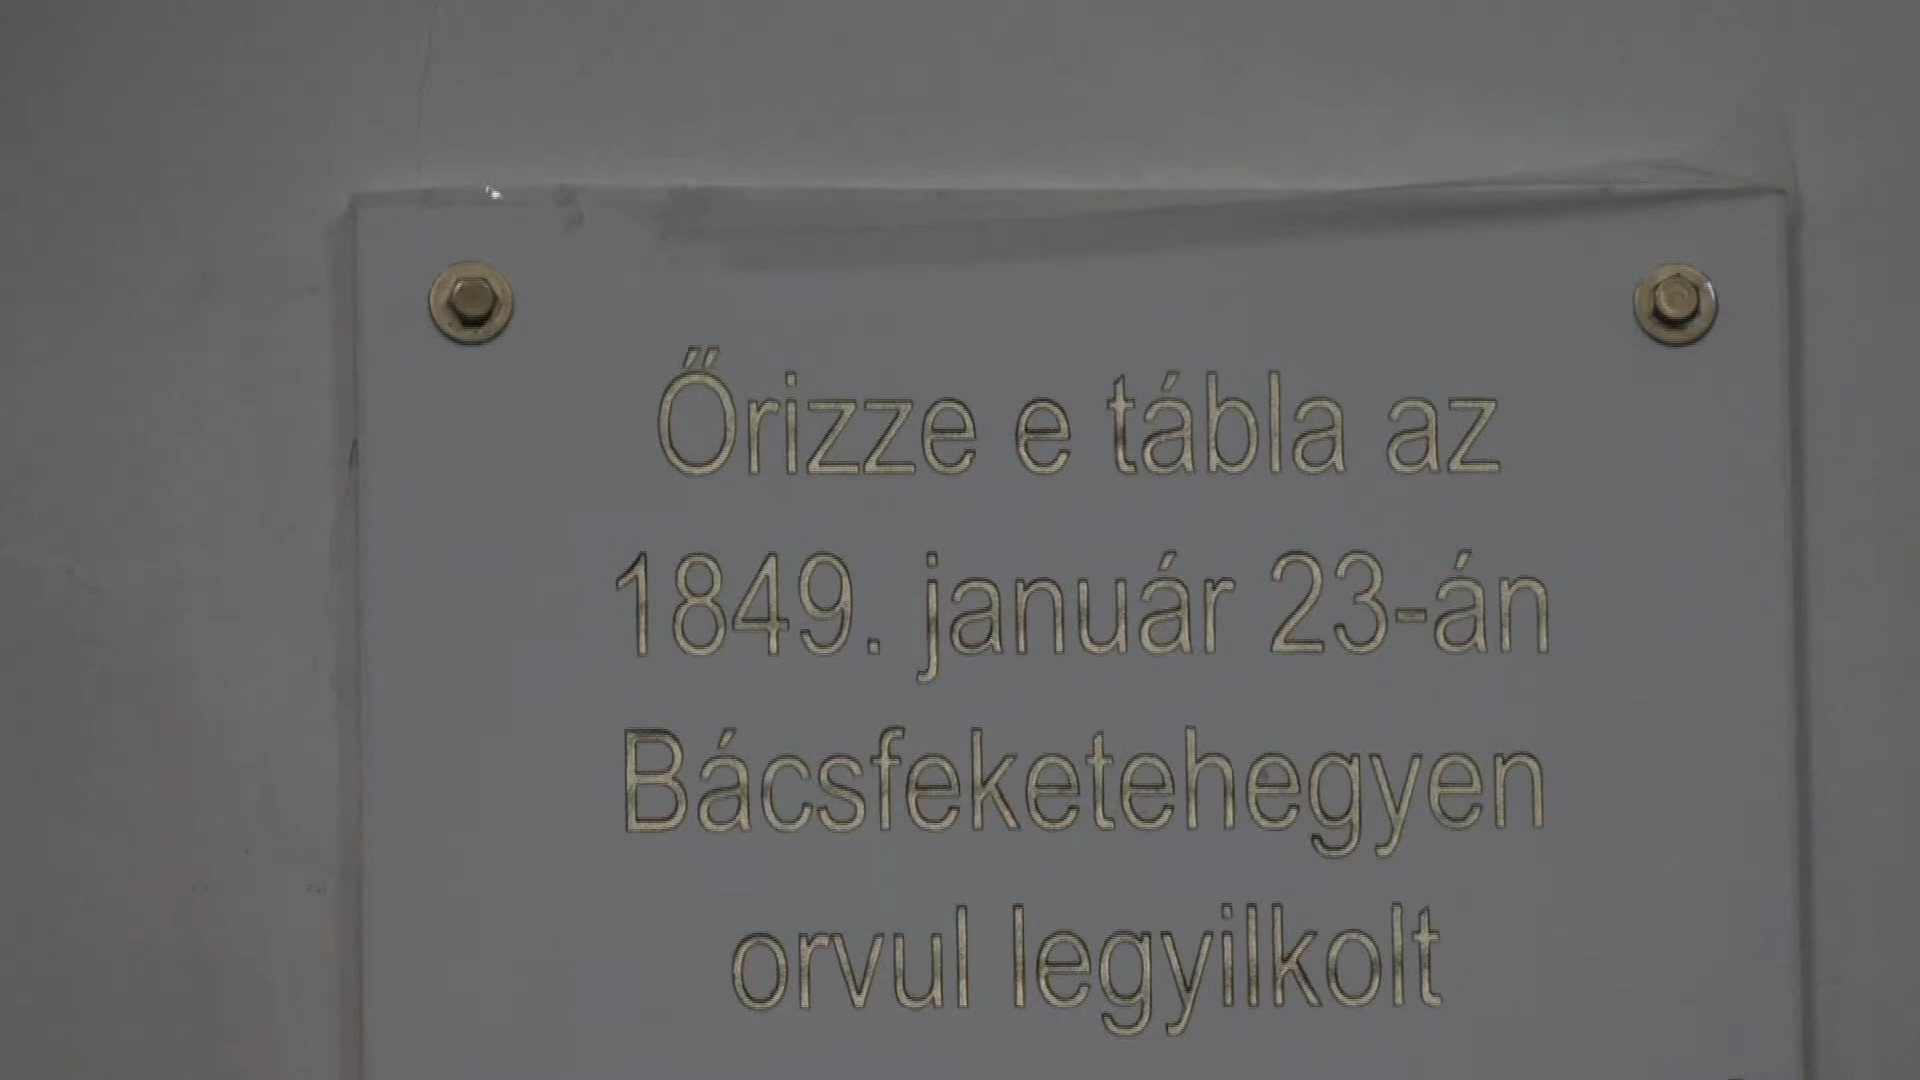 Őrizze e tábla az
1849. január 23-án
Bácsfeketehegyen
orvul legyilkolt